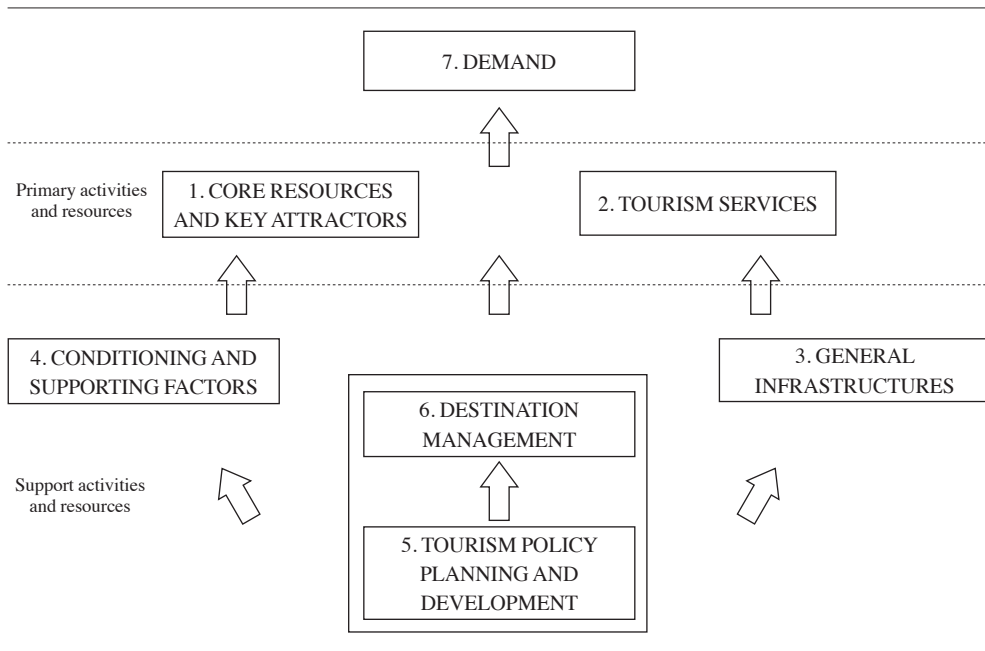 7. DEMAND
Primary activities
and resources
1. CORE RESOURCES
AND KEY ATTRACTORS
2. TOURISM SERVICES
4. CONDITIONING AND
SUPPORTING FACTORS
3. GENERAL
INFRASTRUCTURES
6. DESTINATION
MANAGEMENT
Support activities
and resources
5. TOURISM POLICY
PLANNING AND
DEVELOPMENT